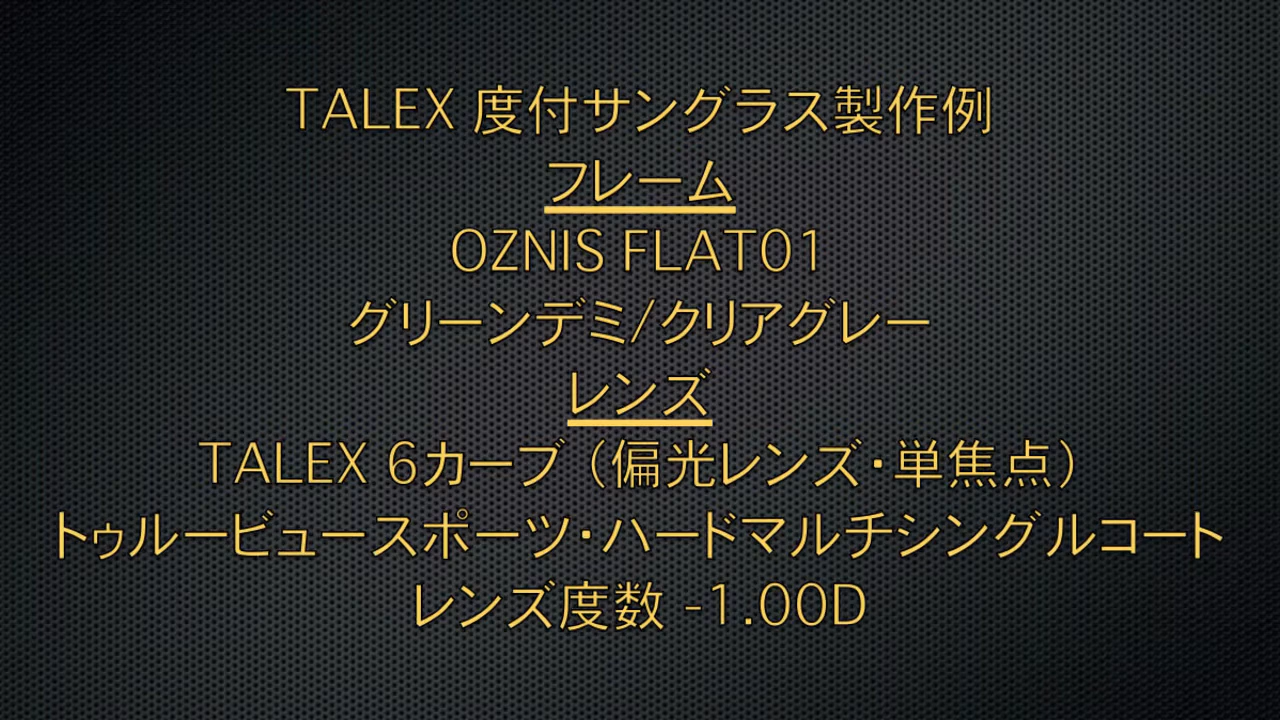 TALEX 度付サングラス製作例
フレーム
OZNIS FLAT01
グリーンデミ/クリアグレー
レンズ
TALEX 6カーブ（偏光レンズ・単焦点）
トゥルービュースポーツ・ハードマルチシングルコート
レンズ度数 -1.00D